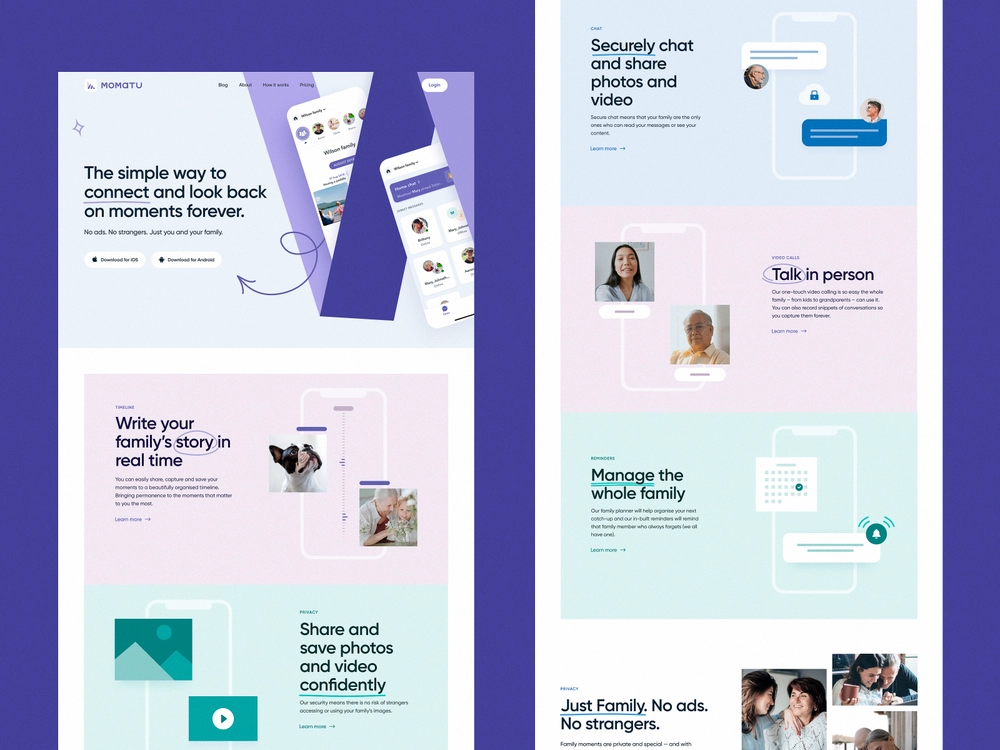 MOMATU
Blog About How it works Pricing
Login
The simple way to
connect and look back
on moments forever.
No ads. No strangers. Just you and your family.
Download for iOS
Download for Android
Wilson family
Wilson family
Wilson family
Home chat
TIMELINE
Write your
family's story in
real time
You can easily share, capture and save your
moments to a beautifully organised timeline.
Bringing permanence to the moments that matter
to you the most.
Learn more →
PRIVACY
Share and
save photos
and video
confidently
Our security means there is no risk of strangers
accessing or using your family's images.
Learn more →
CHAT
Securely chat
and share
photos and
video
Secure chat means that your family are the only
ones who can read your messages or see your
content.
Learn more →
VIDEO CALLS
Talk in person
Our one-touch video calling is so easy the whole
family – from kids to grandparents – can use it.
You can also record snippets of conversations so
you capture them forever.
Learn more →
REMINDERS
Manage the
whole family
Our family planner will help organise your next
catch-up and our in-built reminders will remind
that family member who always forgets (we all
have one).
Learn more →
PRIVACY
Just Family. No ads.
No strangers.
Family moments are private and special – and with